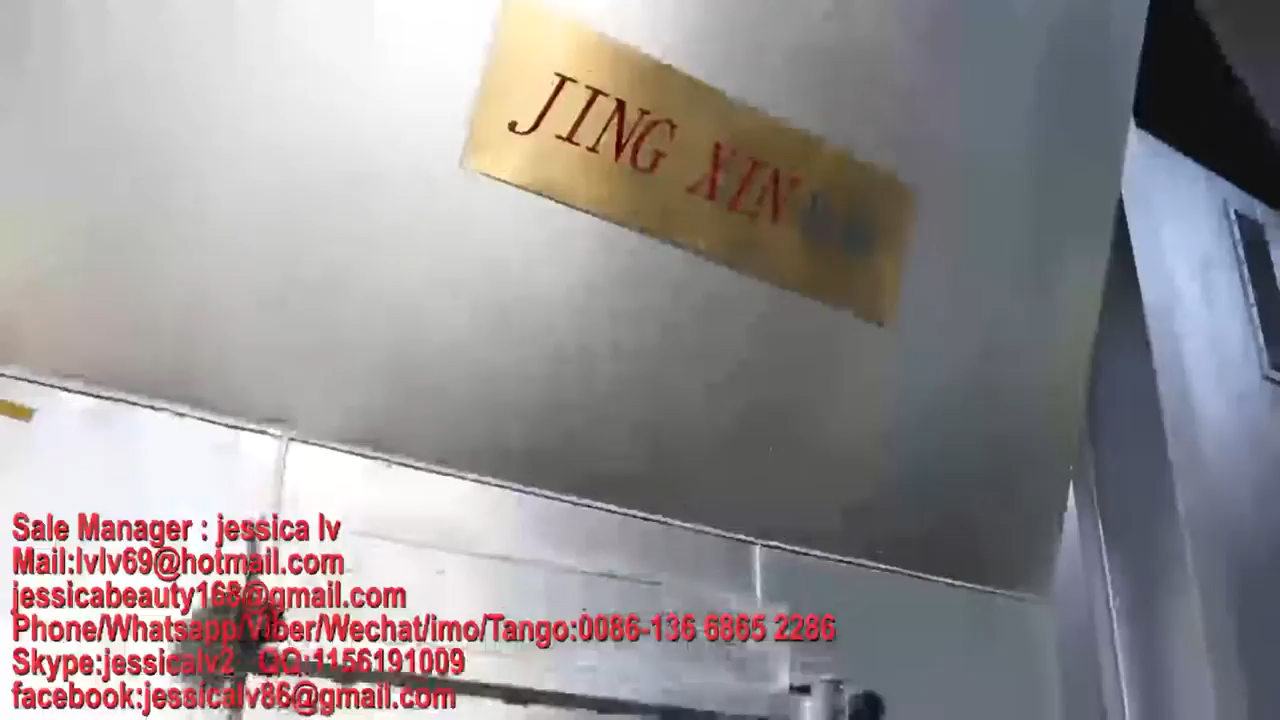 JING XIN
Sale Manager : jessica lv
Mail:lvlv69@hotmail.com
jessicabeauty168@gmail.com
Phone/Whatsapp/Viber/Wechat/imo/Tango:0086-136 6865 2286
Skype:jessicalv2 QQ:1156191009
facebook:jessicalv86@gmail.com